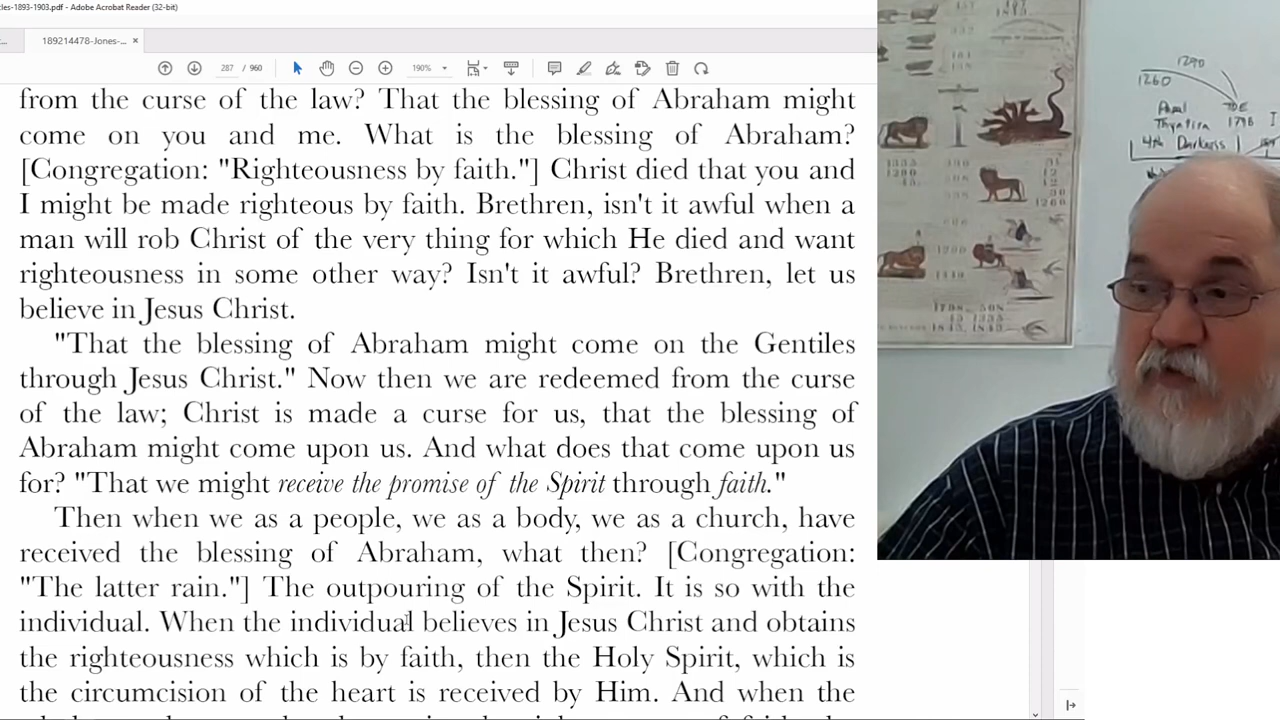 cles-1893-1903.pdf - Adobe Acrobat Reader (32-bit)
189214478-Jones-... ×
287 / 960 190%
from the curse of the law? That the blessing of Abraham might
come on you and me. What is the blessing of Abraham?
[Congregation: "Righteousness by faith."] Christ died that you and
I might be made righteous by faith. Brethren, isn't it awful when a
man will rob Christ of the very thing for which He died and want
righteousness in some other way? Isn't it awful? Brethren, let us
believe in Jesus Christ.
"That the blessing of Abraham might come on the Gentiles
through Jesus Christ." Now then we are redeemed from the curse
of the law; Christ is made a curse for us, that the blessing of
Abraham might come upon us. And what does that come upon us
for? "That we might receive the promise of the Spirit through faith."
Then when we as a people, we as a body, we as a church, have
received the blessing of Abraham, what then? [Congregation:
"The latter rain."] The outpouring of the Spirit. It is so with the
individual. When the individual believes in Jesus Christ and obtains
the righteousness which is by faith, then the Holy Spirit, which is
the circumcision of the heart is received by Him. And when the
1290
1260
TOE
1798
Papal
Thyatira
4th Darkness